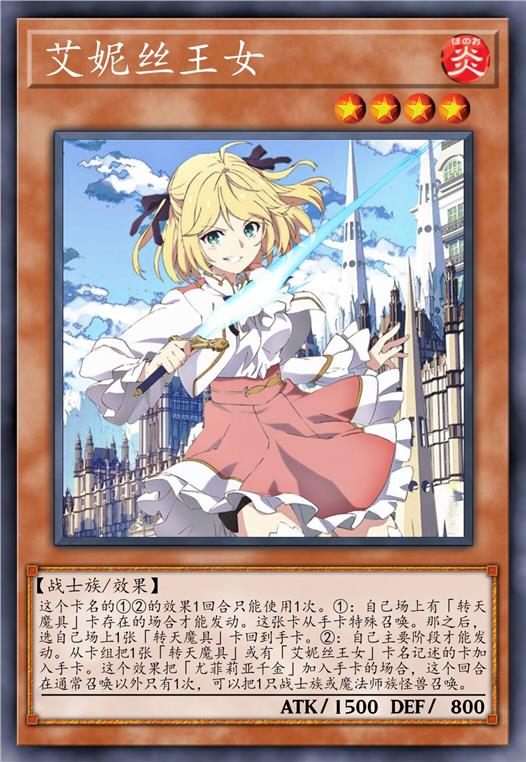 艾妮丝王女
ほのお
炎
【战士族/效果】
这个卡名的①②的效果1回合只能使用1次。①：自己场上有「转天
魔具」卡存在的场合才能发动。这张卡从手卡特殊召唤。那之后，
选自己场上1张「转天魔具」卡回到手卡。②：自己主要阶段才能发
动。从卡组把1张「转天魔具」或有「艾妮丝王女」卡名记述的卡加
入手卡。这个效果把「尤菲莉亚千金」加入手卡的场合，这个回合
在通常召唤以外只有1次，可以把1只战士族或魔法师族怪兽召唤。
ATK/1500 DEF/ 800